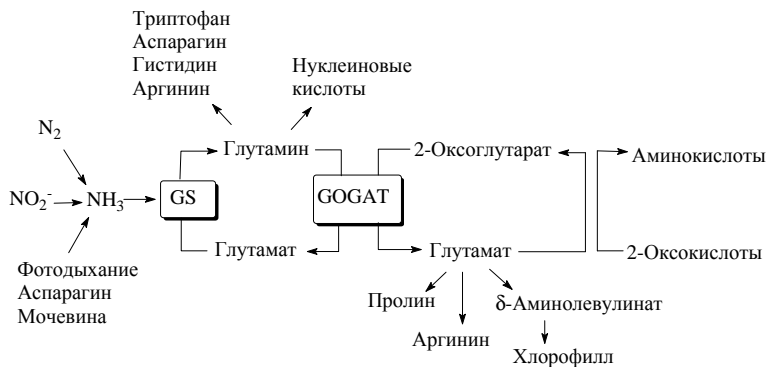 Триптофан
Аспарагин
Гистидин
Аргинин
Нуклеиновые
кислоты
N₂
Глутамин
2-Оксоглутарат
Аминокислоты
NO₂⁻
NH₃
GS
GOGAT
Глутамат
Глутамат
2-Оксокислоты
Фотодыхание
Аспарагин
Мочевина
Пролин
δ-Аминолевулинат
Аргинин
Хлорофилл